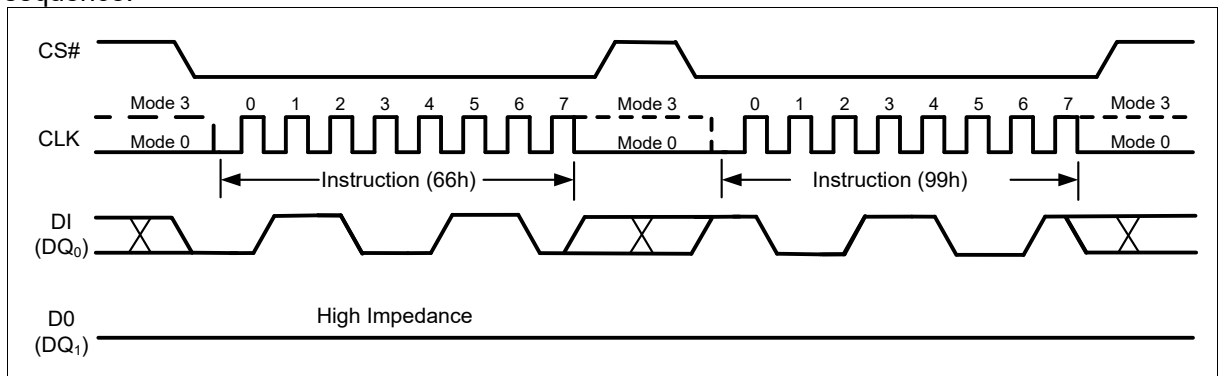 CS#
Mode 3 0 1 2 3 4 5 6 7 Mode 3 0 1 2 3 4 5 6 7 Mode 3
CLK
Mode 0 Mode 0 Mode 0
Instruction (66h) Instruction (99h)
DI
(DQ0)
High Impedance
D0
(DQ1)